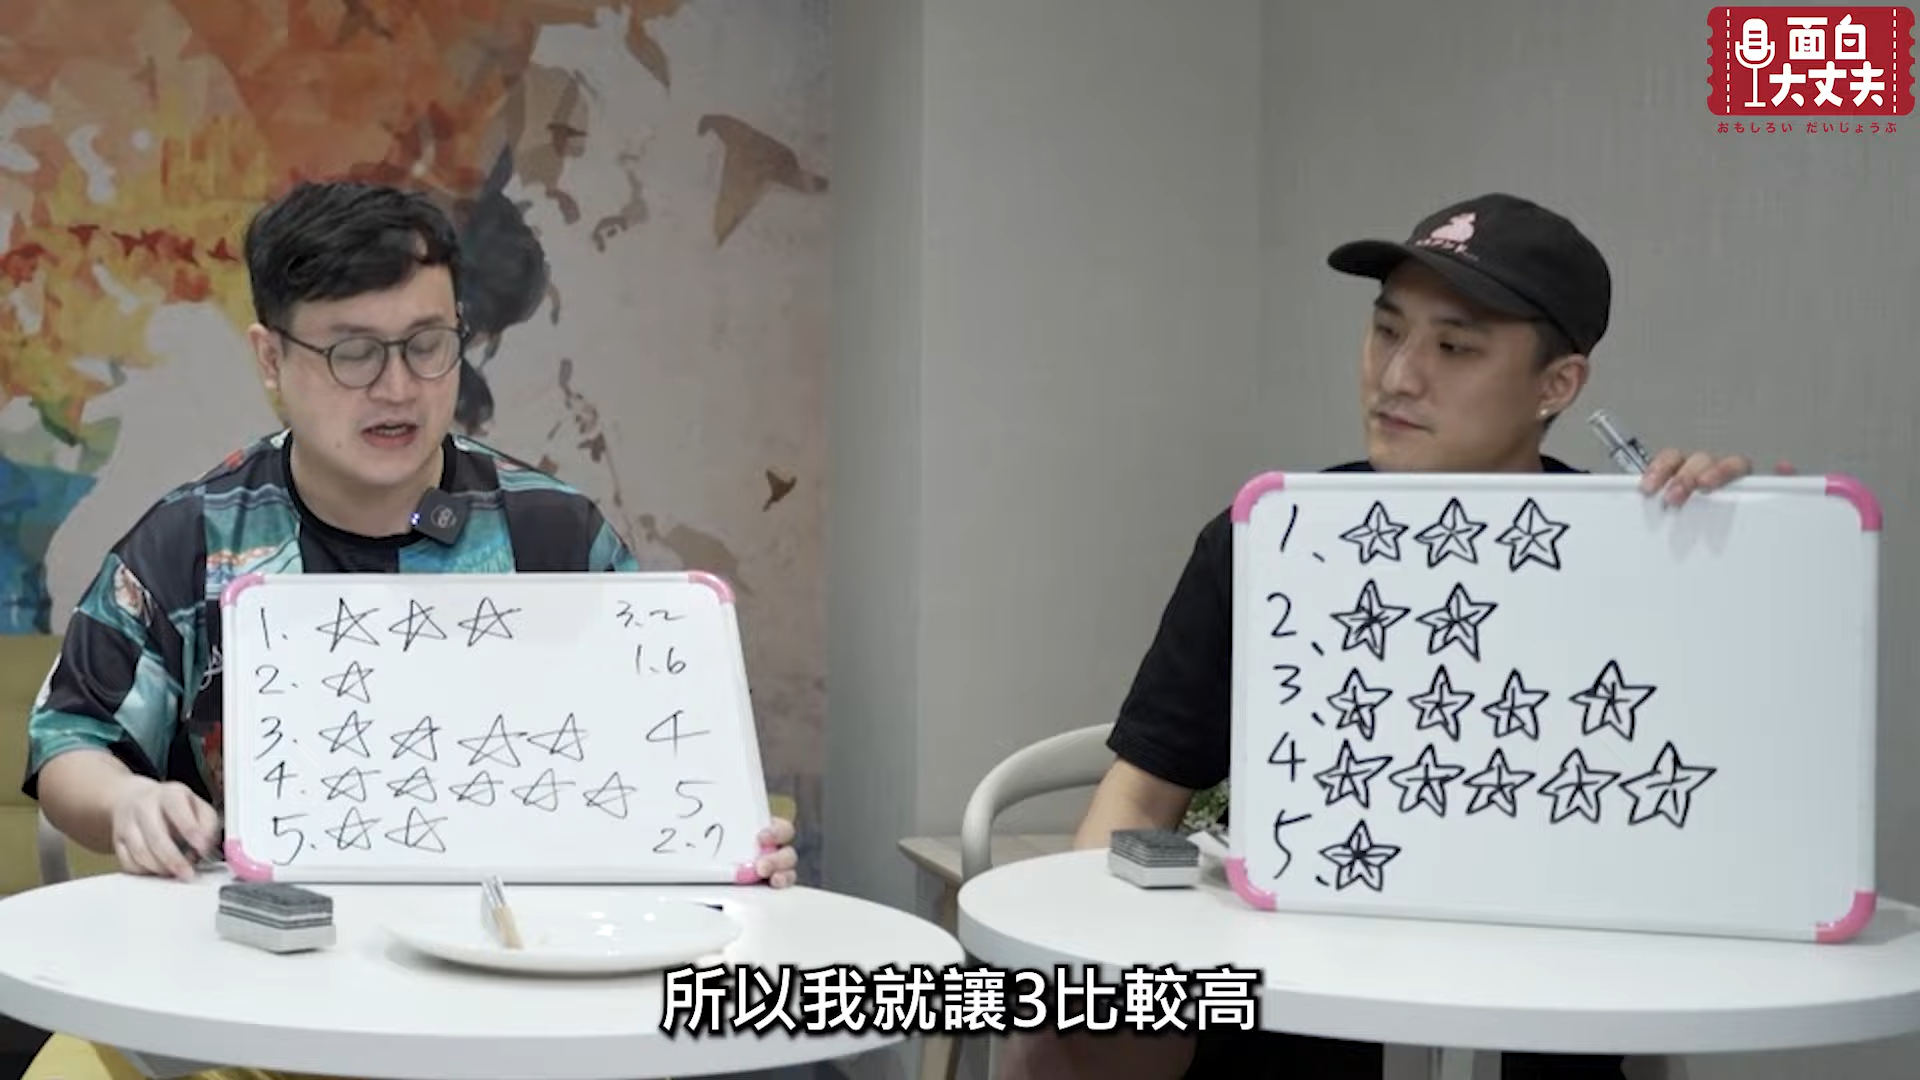 面白
大丈夫
おもしろい だいじょうぶ
1. ☆☆☆ 3.2
2. ☆ 1.6
3. ☆☆☆☆ 4
4. ☆☆☆☆☆ 5
5. ☆☆ 2.7
1、☆☆☆
2、☆☆
3、☆☆☆☆
4 ☆☆☆☆☆
5、☆
所以我就讓3比較高